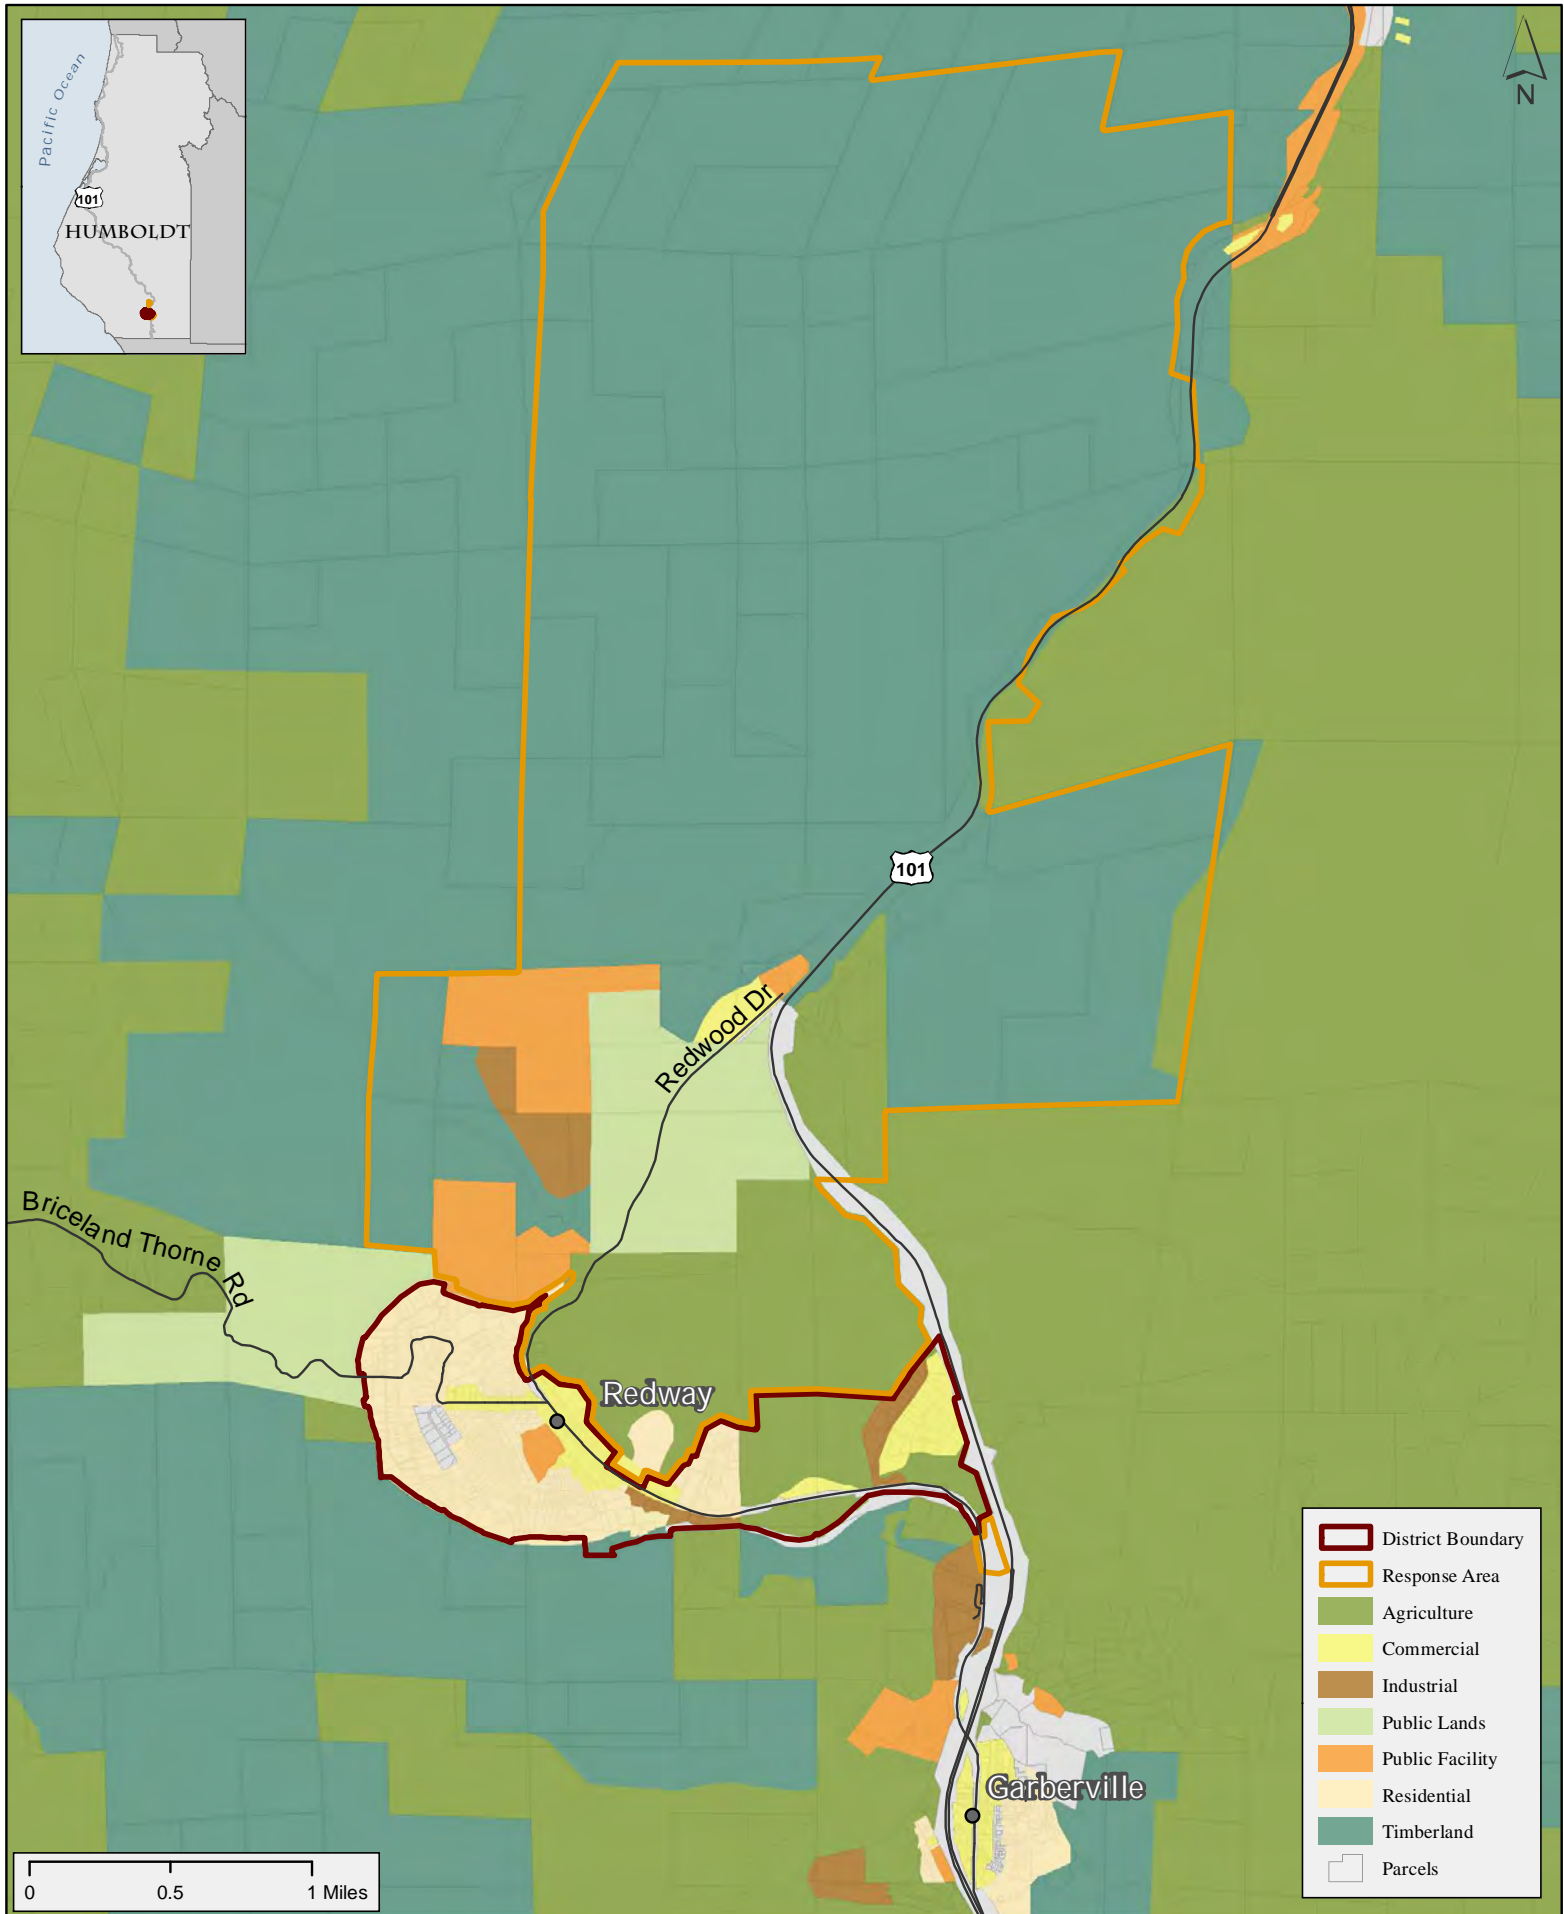 Pacific Ocean
101
HUMBOLDT
N
101
Redwood Dr
Briceland Thorne Rd
Redway
Garberville
District Boundary
Response Area
Agriculture
Commercial
Industrial
Public Lands
Public Facility
Residential
Timberland
Parcels
0 0.5 1 Miles